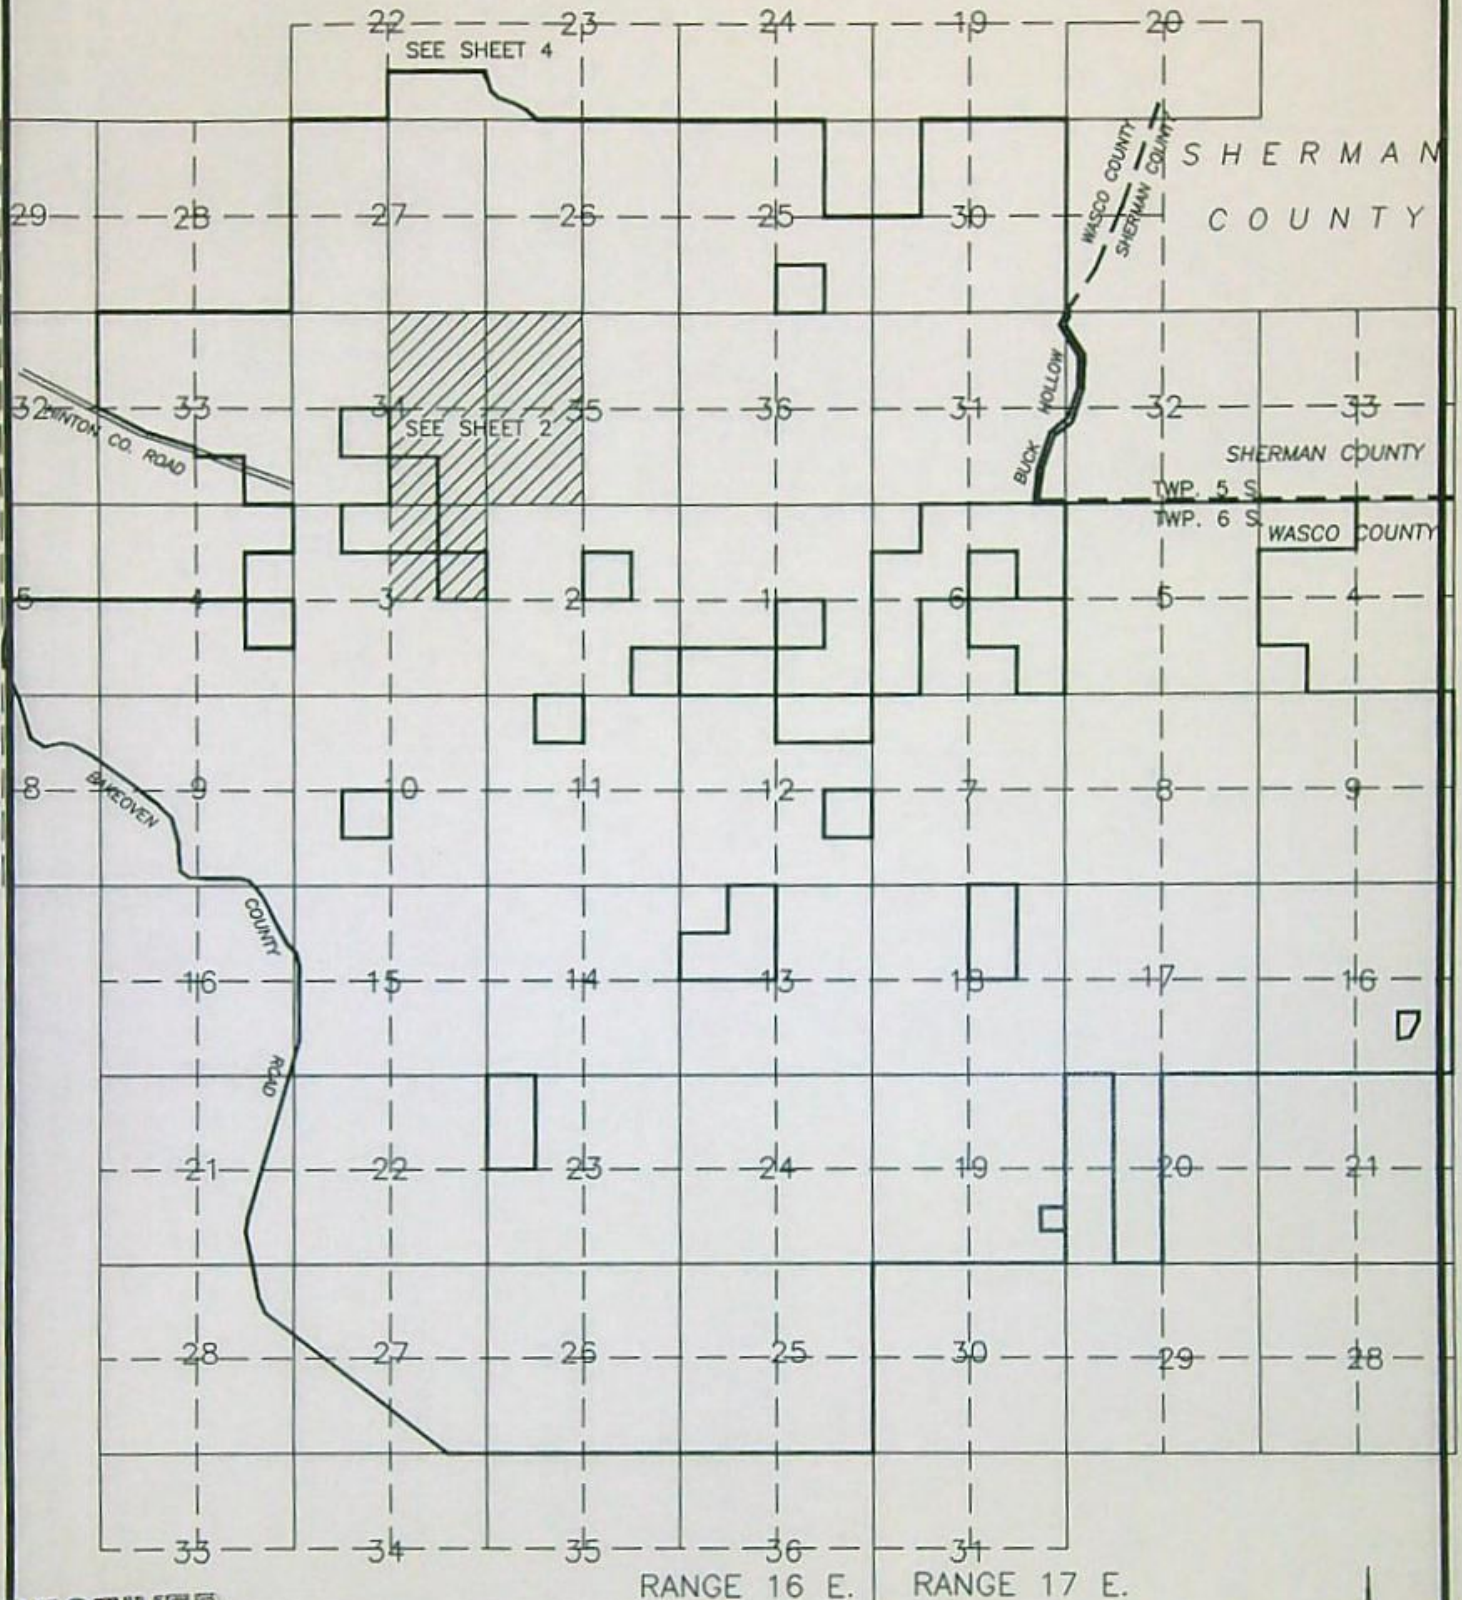 22 23 24 19 20
SEE SHEET 4
WASCO COUNTY
SHERMAN COUNTY
SHERMAN
COUNTY
29 28 27 26 25 30
HOLLOW
BUCK
32 33 34 35 36 31 32 33
HINTON CO. ROAD
SEE SHEET 2
SHERMAN COUNTY
TWP. 5 S.
TWP. 6 S.
WASCO COUNTY
5 4 3 2 1 6 5 4
8 9 10 11 12 7 8 9
BAKEOVEN
COUNTY
16 15 14 13 18 17 16
ROAD
21 22 23 24 19 20 21
28 27 26 25 30 29 28
33 34 35 36 31
RANGE 16 E. RANGE 17 E.